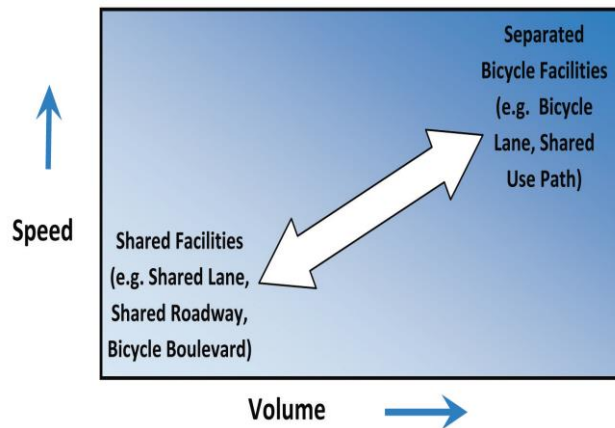 Separated
Bicycle Facilities
(e.g. Bicycle
Lane, Shared
Use Path)
Speed
Shared Facilities
(e.g. Shared Lane,
Shared Roadway,
Bicycle Boulevard)
Volume